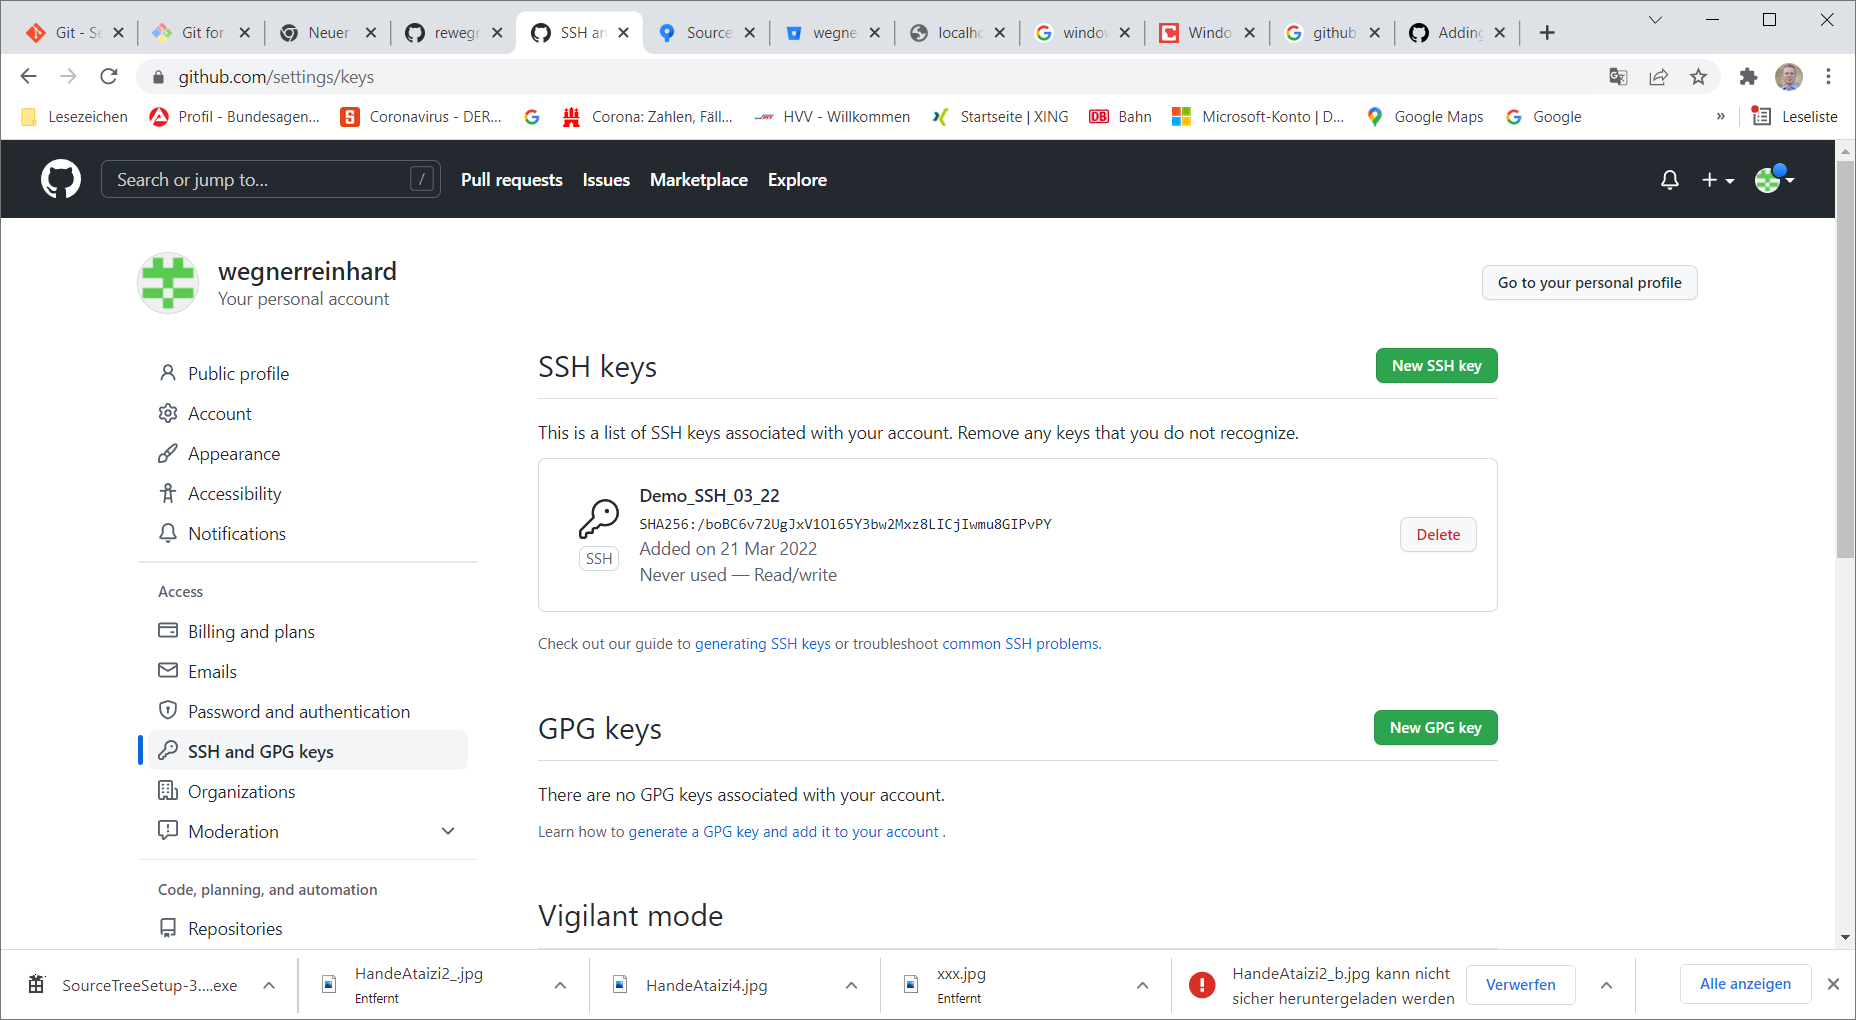 Git - Se
Git for
Neuer
rewegn
SSH an
Source
wegne
localho
window
Windo
github
Adding
github.com/settings/keys
Lesezeichen
Profil - Bundesagen...
Coronavirus - DER...
Corona: Zahlen, Fäll...
HVV - Willkommen
Startseite | XING
DB Bahn
Microsoft-Konto | D...
Google Maps
Google
»
Leseliste
Search or jump to... /
Pull requests
Issues
Marketplace
Explore
wegnerreinhard
Your personal account
Go to your personal profile
Public profile
Account
Appearance
Accessibility
Notifications
Access
Billing and plans
Emails
Password and authentication
SSH and GPG keys
Organizations
Moderation
Code, planning, and automation
Repositories
SSH keys
New SSH key
This is a list of SSH keys associated with your account. Remove any keys that you do not recognize.
SSH
Demo_SSH_03_22
SHA256:/boBC6v72UgJxV1Ol65Y3bw2Mxz8LICjIwmu8GIPvPY
Added on 21 Mar 2022
Never used — Read/write
Delete
Check out our guide to generating SSH keys or troubleshoot common SSH problems.
GPG keys
New GPG key
There are no GPG keys associated with your account.
Learn how to generate a GPG key and add it to your account .
Vigilant mode
SourceTreeSetup-3....exe
HandeAtaizi2_.jpg
Entfernt
HandeAtaizi4.jpg
xxx.jpg
Entfernt
HandeAtaizi2_b.jpg kann nicht
sicher heruntergeladen werden
Verwerfen
Alle anzeigen